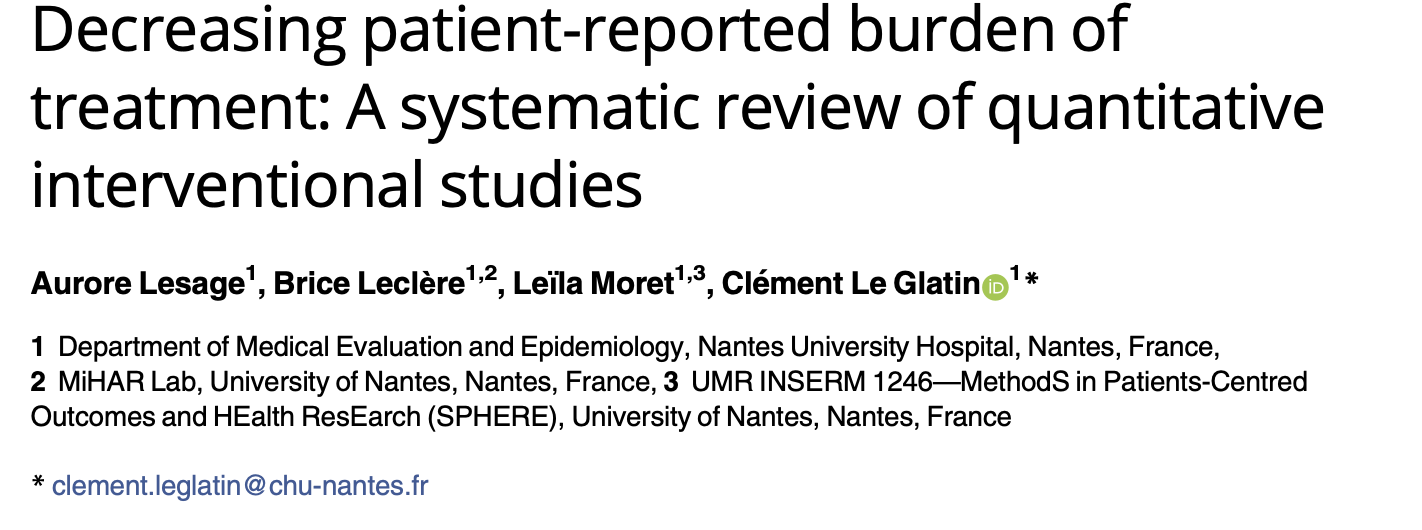 Decreasing patient-reported burden of
treatment: A systematic review of quantitative
interventional studies
Aurore Lesage1, Brice Leclère1,2, Leïla Moret1,3, Clément Le Glatin iD 1*
1 Department of Medical Evaluation and Epidemiology, Nantes University Hospital, Nantes, France,
2 MiHAR Lab, University of Nantes, Nantes, France, 3 UMR INSERM 1246—MethodS in Patients-Centred
Outcomes and HEalth ResEarch (SPHERE), University of Nantes, Nantes, France
* clement.leglatin@chu-nantes.fr